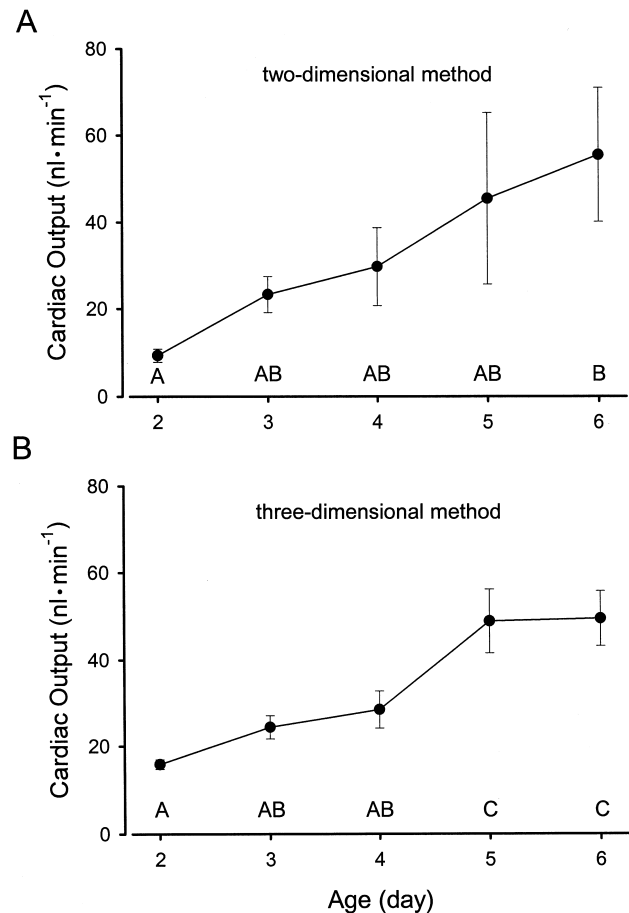 A
two-dimensional method
Cardiac Output (nl·min⁻¹)
80
60
40
20
0
A AB AB AB B
2 3 4 5 6
B
three-dimensional method
Cardiac Output (nl·min⁻¹)
80
60
40
20
0
A AB AB C C
2 3 4 5 6
Age (day)